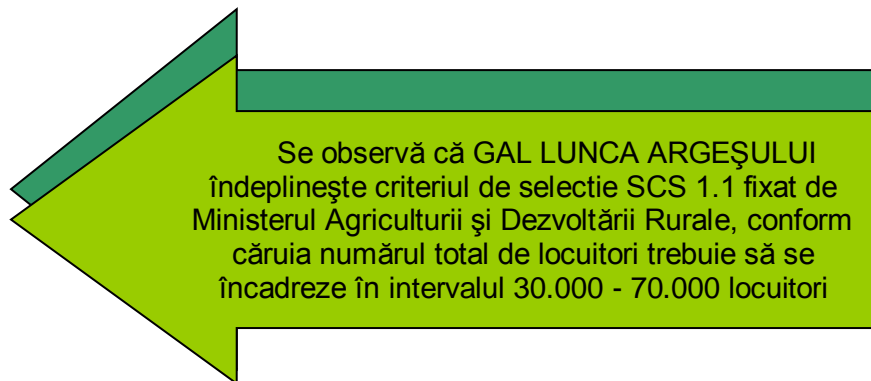 Se observă că GAL LUNCA ARGEŞULUI
îndeplineşte criteriul de selectie SCS 1.1 fixat de
Ministerul Agriculturii şi Dezvoltării Rurale, conform
căruia numărul total de locuitori trebuie să se
încadreze în intervalul 30.000 - 70.000 locuitori